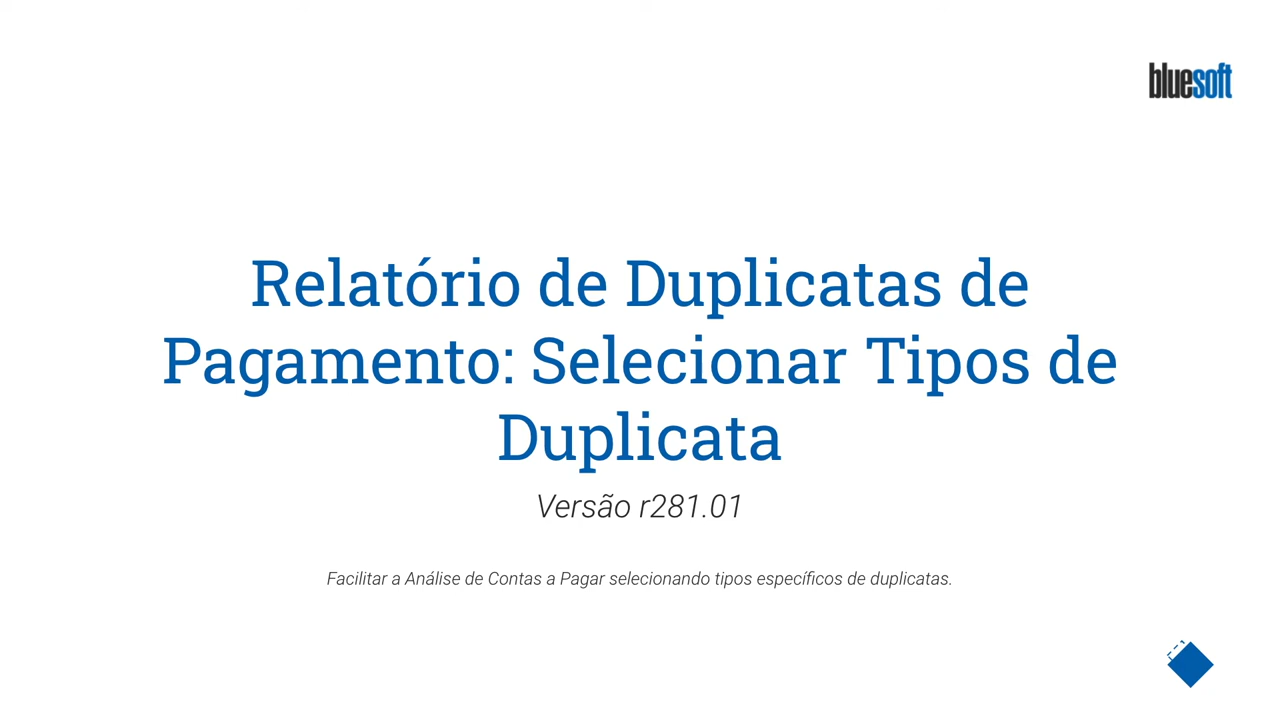 bluesoft
Relatório de Duplicatas de
Pagamento: Selecionar Tipos de
Duplicata
Versão r281.01
Facilitar a Análise de Contas a Pagar selecionando tipos específicos de duplicatas.